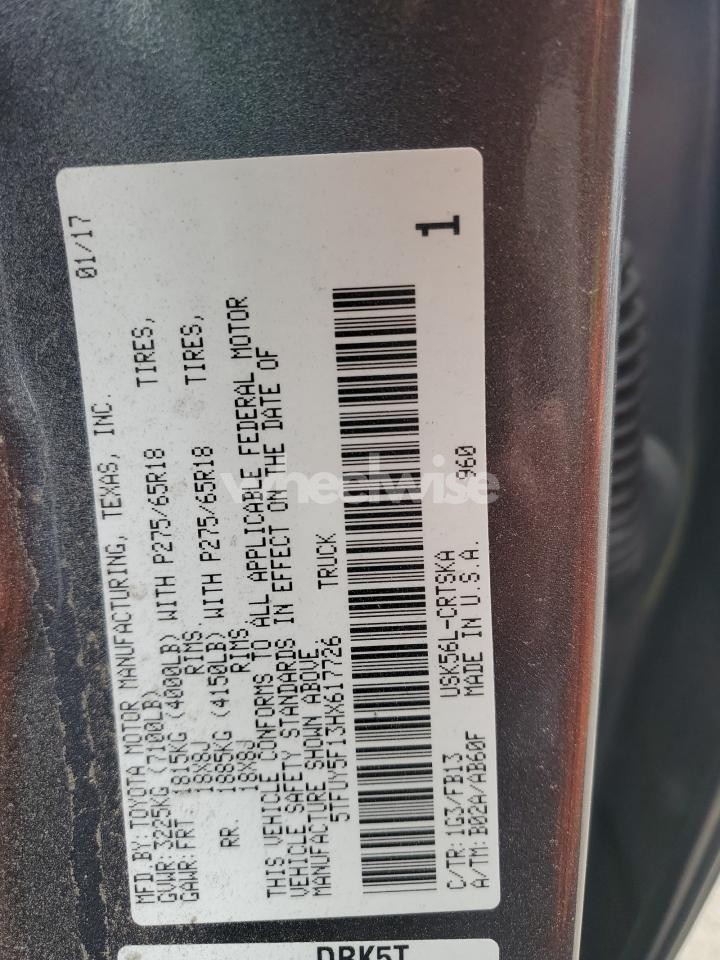 MFD BY: TOYOTA MOTOR MANUFACTURING, TEXAS, INC. 01/17
GVWR: 3225KG (7100LB)
GAWR: FRT. 1815KG (4000LB) WITH P275/65R18 TIRES,
18X8J RIMS
RR. 1885KG (4150LB) WITH P275/65R18 TIRES,
18X8J RIMS
THIS VEHICLE CONFORMS TO ALL APPLICABLE FEDERAL MOTOR
VEHICLE SAFETY STANDARDS IN EFFECT ON THE DATE OF
MANUFACTURE SHOWN ABOVE.
5TFUY5F13HX617726 TRUCK
C/TR: 1G3/FB13 USK56L-CRTSKA 1
A/TM: B02A/AB60F MADE IN U.S.A. 960
DRK5T
wheelwise